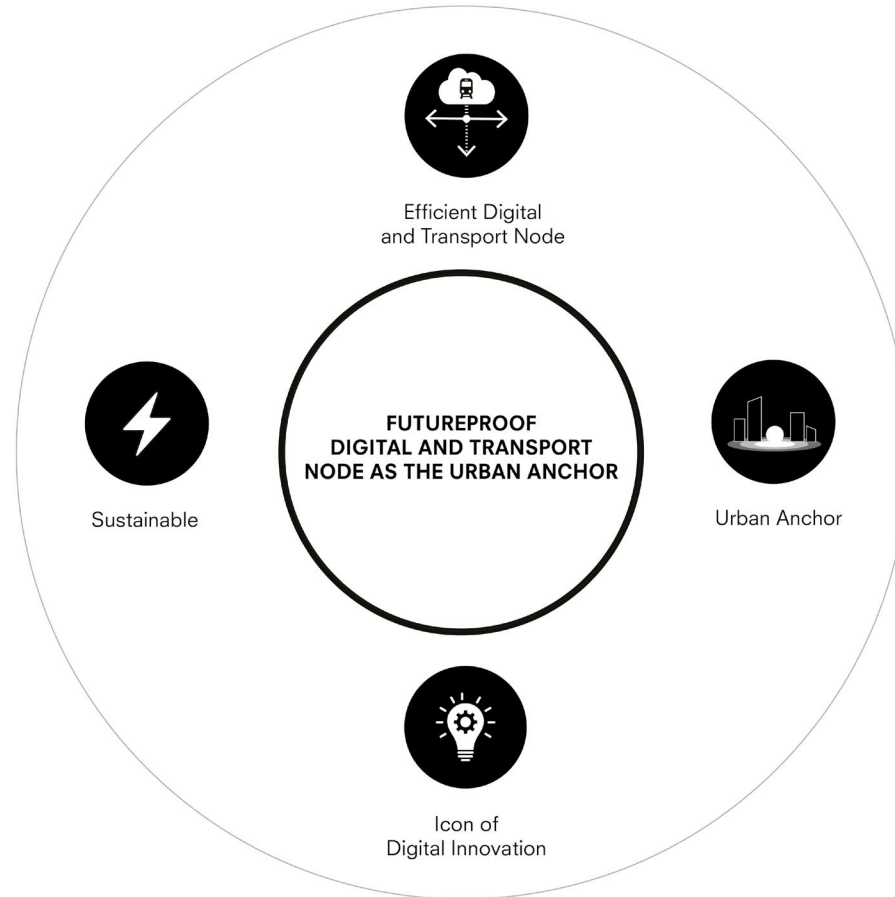 Efficient Digital
and Transport Node
FUTUREPROOF
DIGITAL AND TRANSPORT
NODE AS THE URBAN ANCHOR
Sustainable
Urban Anchor
Icon of
Digital Innovation